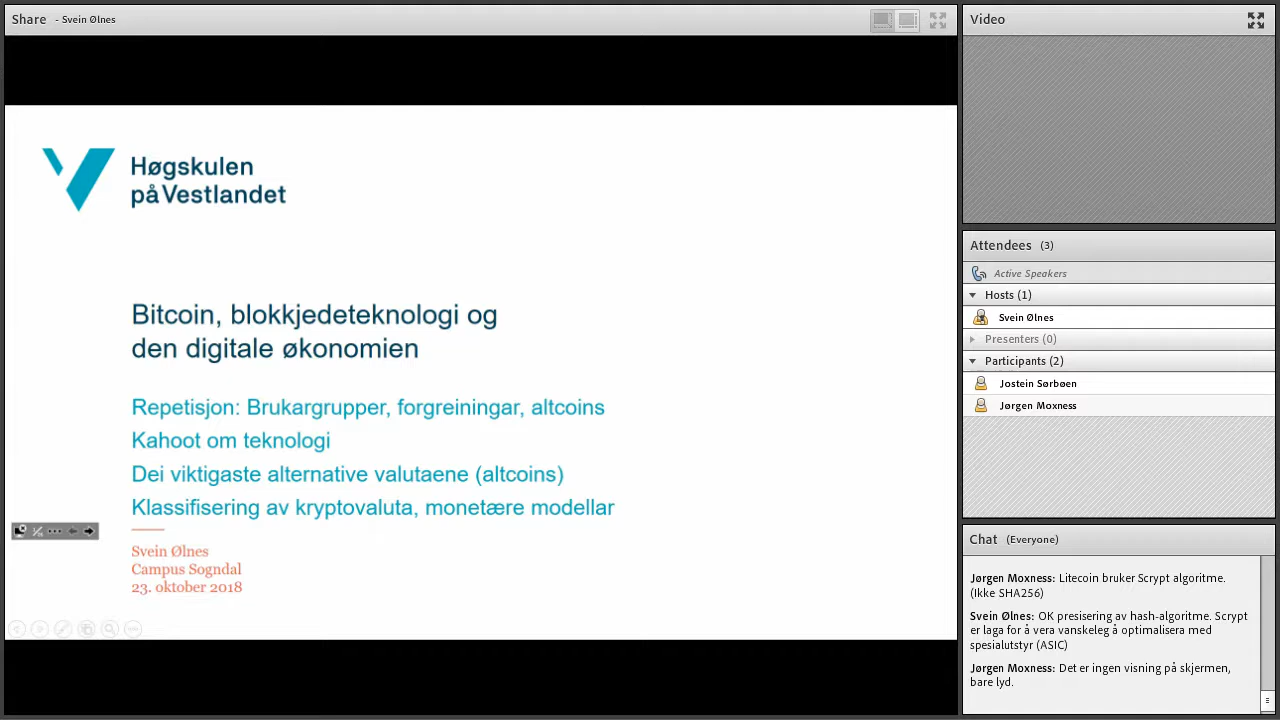 Share - Svein Ølnes
Høgskulen
på Vestlandet
Bitcoin, blokkjedeteknologi og
den digitale økonomien
Repetisjon: Brukargrupper, forgreiningar, altcoins
Kahoot om teknologi
Dei viktigaste alternative valutaene (altcoins)
Klassifisering av kryptovaluta, monetære modellar
Svein Ølnes
Campus Sogndal
23. oktober 2018
Video
Attendees (3)
Active Speakers
Hosts (1)
Svein Ølnes
Presenters (0)
Participants (2)
Jostein Sørbøen
Jørgen Moxness
Chat (Everyone)
Jørgen Moxness: Litecoin bruker Scrypt algoritme.
(Ikke SHA256)
Svein Ølnes: OK presisering av hash-algoritme. Scrypt
er laga for å vera vanskeleg å optimalisera med
spesialutstyr (ASIC)
Jørgen Moxness: Det er ingen visning på skjermen,
bare lyd.